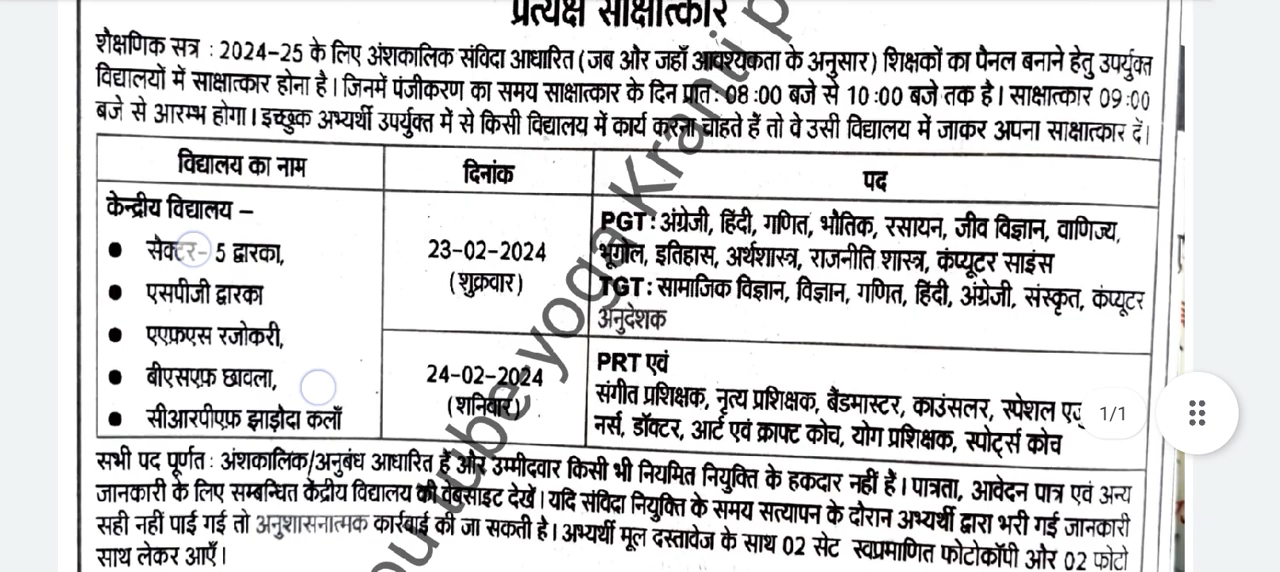 प्रत्यक्ष साक्षात्कार
शैक्षणिक सत्र : 2024-25 के लिए अंशकालिक संविदा आधारित (जब और जहाँ आवश्यकता के अनुसार) शिक्षकों का पैनल बनाने हेतु उपर्युक्त
विद्यालयों में साक्षात्कार होना है। जिनमें पंजीकरण का समय साक्षात्कार के दिन प्रात: 08:00 बजे से 10:00 बजे तक है। साक्षात्कार 09:00
बजे से आरम्भ होगा। इच्छुक अभ्यर्थी उपर्युक्त में से किसी विद्यालय में कार्य करना चाहते हैं तो वे उसी विद्यालय में जाकर अपना साक्षात्कार दें।
विद्यालय का नाम
दिनांक
पद
केन्द्रीय विद्यालय –
• सैक्टर- 5 द्वारका,
• एसपीजी द्वारका
• एएफ़एस रजोकरी,
• बीएसएफ़ छावला,
• सीआरपीएफ़ झाड़ोदा कलाँ
23-02-2024
(शुक्रवार)
PGT: अंग्रेजी, हिंदी, गणित, भौतिक, रसायन, जीव विज्ञान, वाणिज्य,
भूगोल, इतिहास, अर्थशास्त्र, राजनीति शास्त्र, कंप्यूटर साइंस
TGT: सामाजिक विज्ञान, विज्ञान, गणित, हिंदी, अंग्रेजी, संस्कृत, कंप्यूटर
अनुदेशक
24-02-2024
(शनिवार)
PRT एवं
संगीत प्रशिक्षक, नृत्य प्रशिक्षक, बैंडमास्टर, काउंसलर, स्पेशल
नर्स, डॉक्टर, आर्ट एवं क्राफ्ट कोच, योग प्रशिक्षक, स्पोर्ट्स कोच
1/1
सभी पद पूर्णत: अंशकालिक/अनुबंध आधारित हैं और उम्मीदवार किसी भी नियमित नियुक्ति के हकदार नहीं हैं। पात्रता, आवेदन पात्र एवं अन्य
जानकारी के लिए सम्बन्धित केंद्रीय विद्यालय की वेबसाइट देखें। यदि संविदा नियुक्ति के समय सत्यापन के दौरान अभ्यर्थी द्वारा भरी गई जानकारी
सही नहीं पाई गई तो अनुशासनात्मक कार्रवाई की जा सकती है। अभ्यर्थी मूल दस्तावेज के साथ 02 सेट स्वप्रमाणित फोटोकॉपी और 02 फोटो
साथ लेकर आएँ।
yoga Kranti